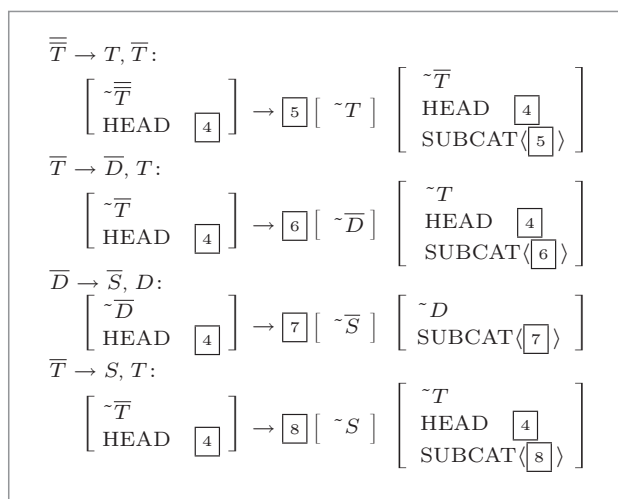 T̿ → T, T̅:
[ ~T̿ HEAD [4] ] → [5] [ ~T ] [ ~T̅ HEAD [4] SUBCAT⟨[5]⟩ ]
T̅ → D̅, T:
[ ~T̅ HEAD [4] ] → [6] [ ~D̅ ] [ ~T HEAD [4] SUBCAT⟨[6]⟩ ]
D̅ → S̅, D:
[ ~D̅ HEAD [4] ] → [7] [ ~S̅ ] [ ~D SUBCAT⟨[7]⟩ ]
T̅ → S, T:
[ ~T̅ HEAD [4] ] → [8] [ ~S ] [ ~T HEAD [4] SUBCAT⟨[8]⟩ ]